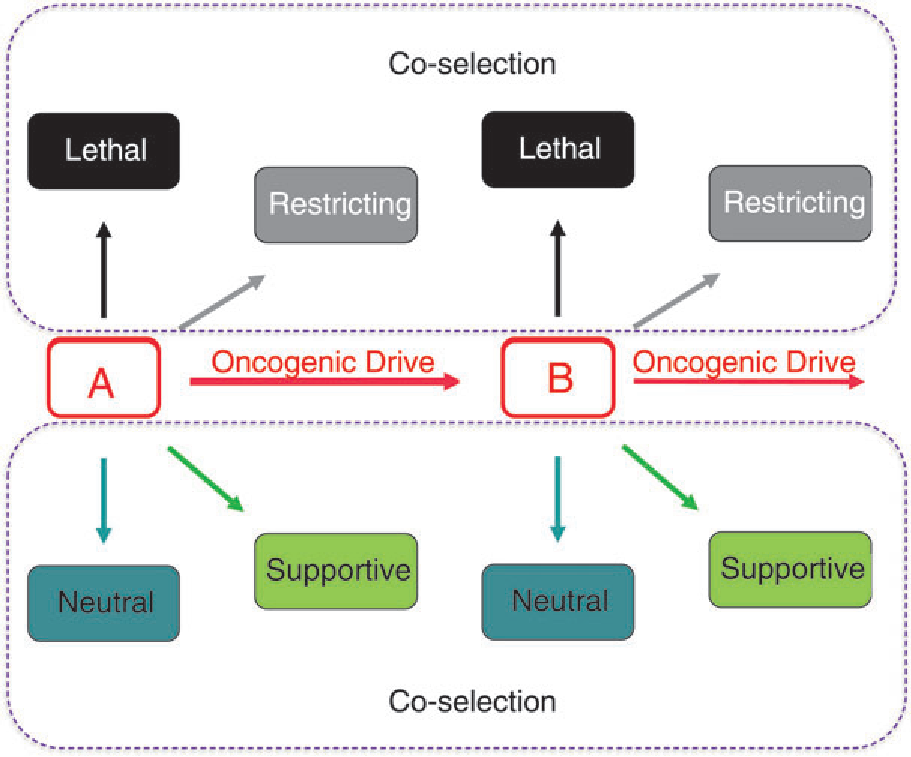 Co-selection
Lethal
Lethal
Restricting
Restricting
A
Oncogenic Drive
B
Oncogenic Drive
Supportive
Supportive
Neutral
Neutral
Co-selection